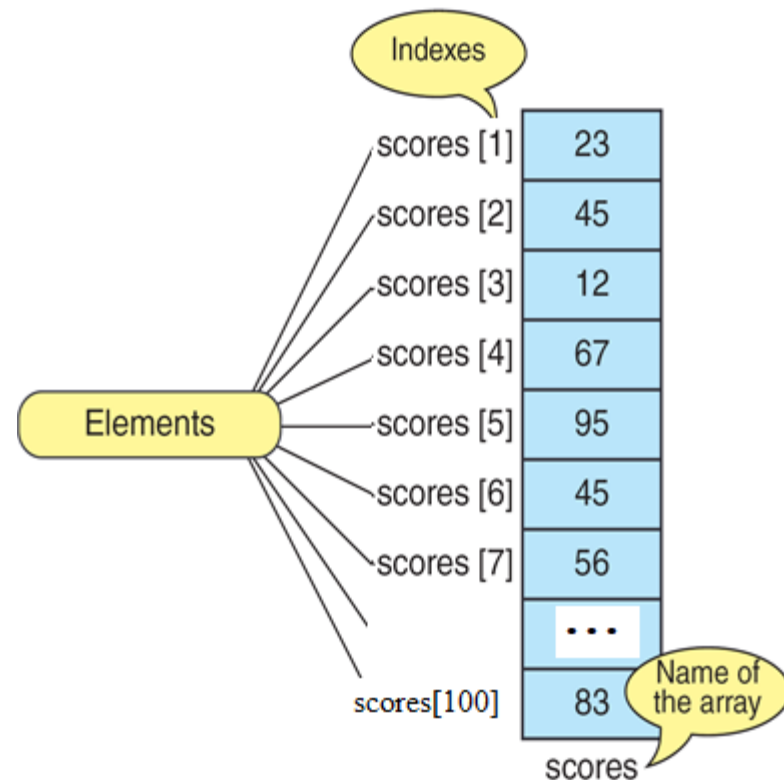 Indexes
scores [1] 23
scores [2] 45
scores [3] 12
scores [4] 67
Elements
scores [5] 95
scores [6] 45
scores [7] 56
...
scores[100] 83
Name of
the array
scores